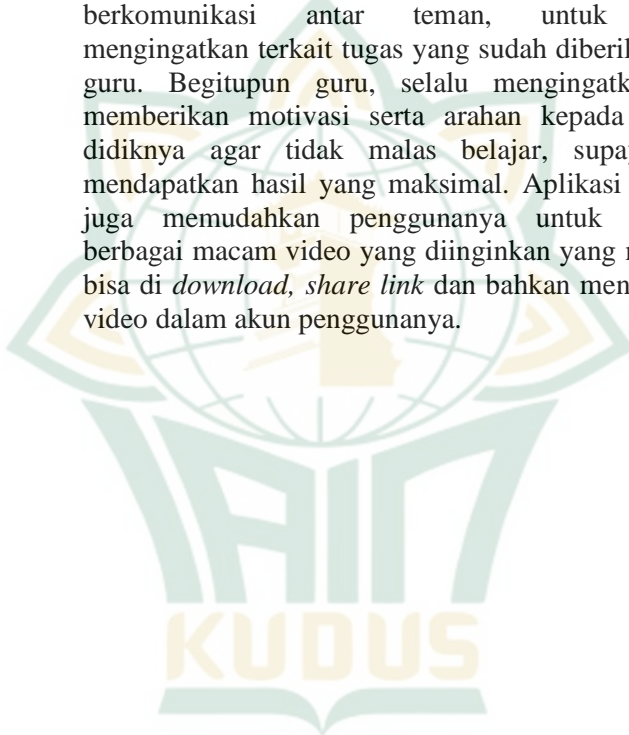 berkomunikasi antar teman, untuk
mengingatkan terkait tugas yang sudah diberi
guru. Begitupun guru, selalu mengingatk
memberikan motivasi serta arahan kepada
didiknya agar tidak malas belajar, supa
mendapatkan hasil yang maksimal. Aplikasi
juga memudahkan penggunanya untuk
berbagai macam video yang diinginkan yang
bisa di download, share link dan bahkan men
video dalam akun penggunanya.
IAIN
KUDUS